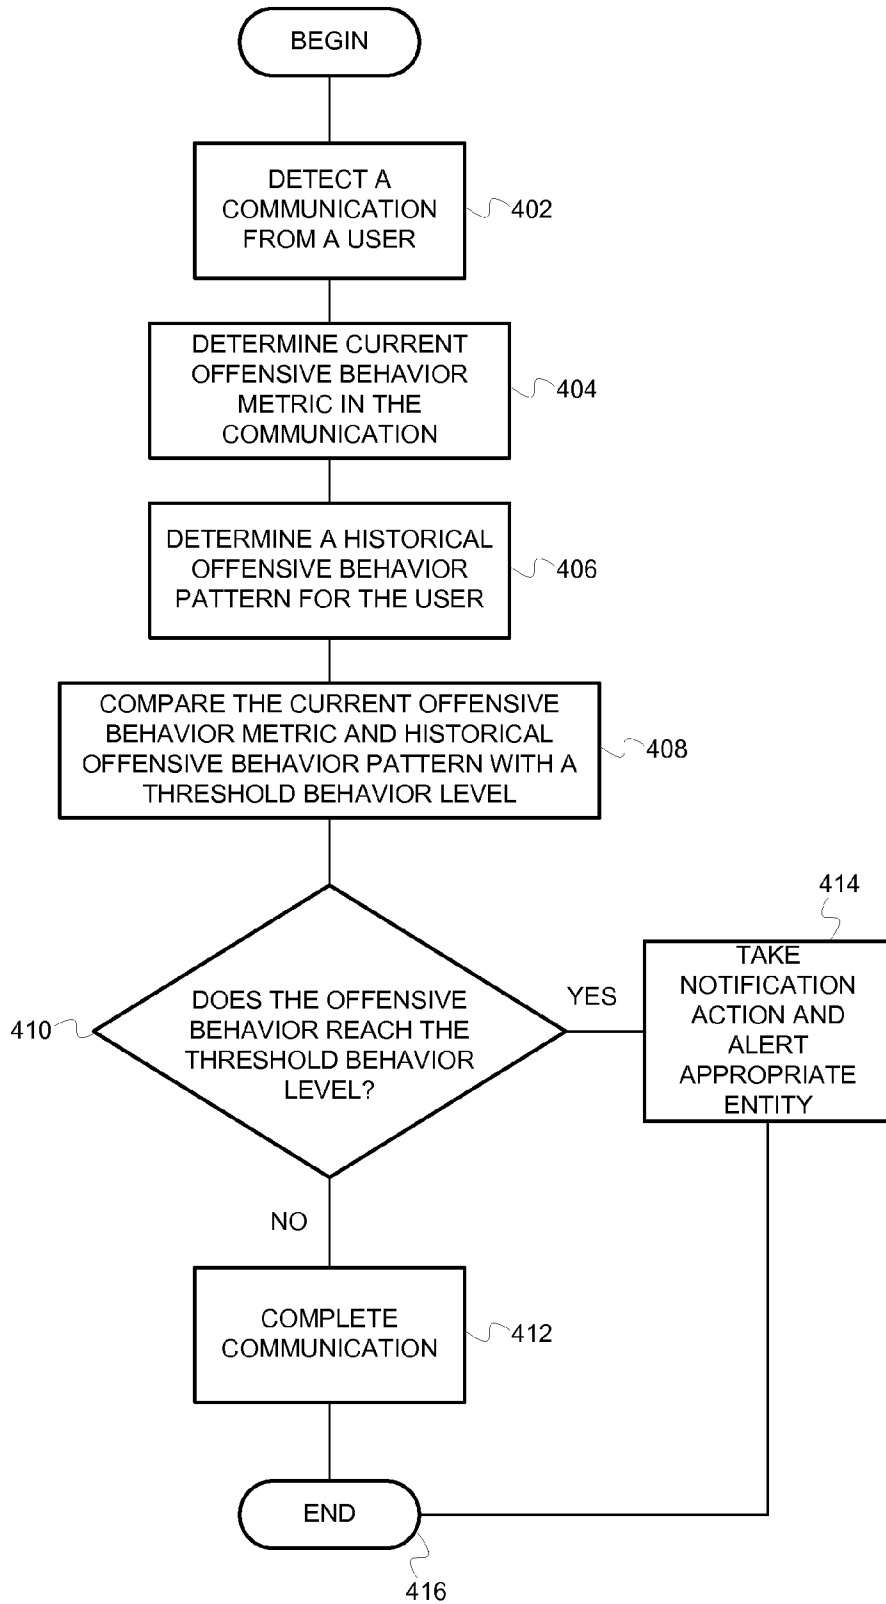 BEGIN
DETECT A
COMMUNICATION
FROM A USER
402
DETERMINE CURRENT
OFFENSIVE BEHAVIOR
METRIC IN THE
COMMUNICATION
404
DETERMINE A HISTORICAL
OFFENSIVE BEHAVIOR
PATTERN FOR THE USER
406
COMPARE THE CURRENT OFFENSIVE
BEHAVIOR METRIC AND HISTORICAL
OFFENSIVE BEHAVIOR PATTERN WITH A
THRESHOLD BEHAVIOR LEVEL
408
DOES THE OFFENSIVE
BEHAVIOR REACH THE
THRESHOLD BEHAVIOR
LEVEL?
410
YES
414
TAKE
NOTIFICATION
ACTION AND
ALERT
APPROPRIATE
ENTITY
NO
COMPLETE
COMMUNICATION
412
END
416